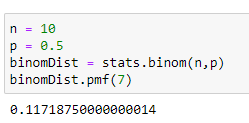 n = 10
p = 0.5
binomDist = stats.binom(n,p)
binomDist.pmf(7)
0.11718750000000014